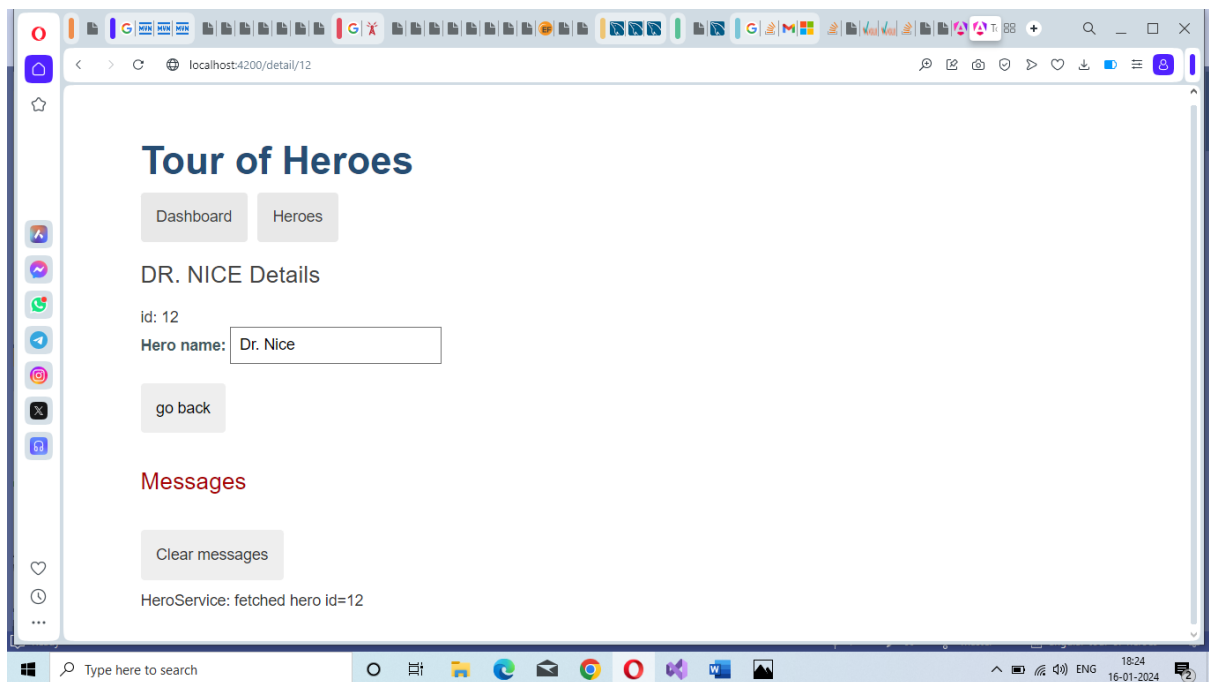 localhost:4200/detail/12
Tour of Heroes
Dashboard Heroes
DR. NICE Details
id: 12
Hero name: Dr. Nice
go back
Messages
Clear messages
HeroService: fetched hero id=12
Type here to search
ENG
18:24
16-01-2024